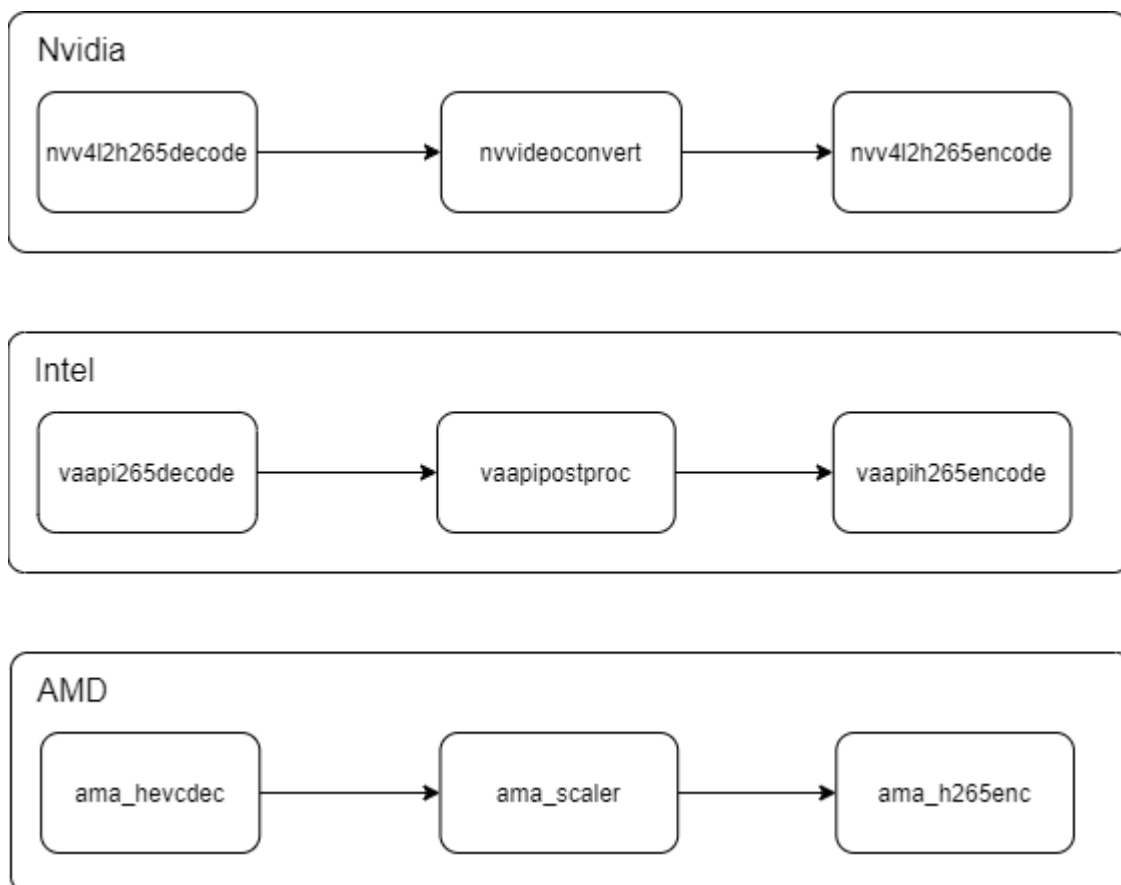 Nvidia
nvv4l2h265decode
nvvideoconvert
nvv4l2h265encode
Intel
vaapi265decode
vaapipostproc
vaapih265encode
AMD
ama_hevcdec
ama_scaler
ama_h265enc